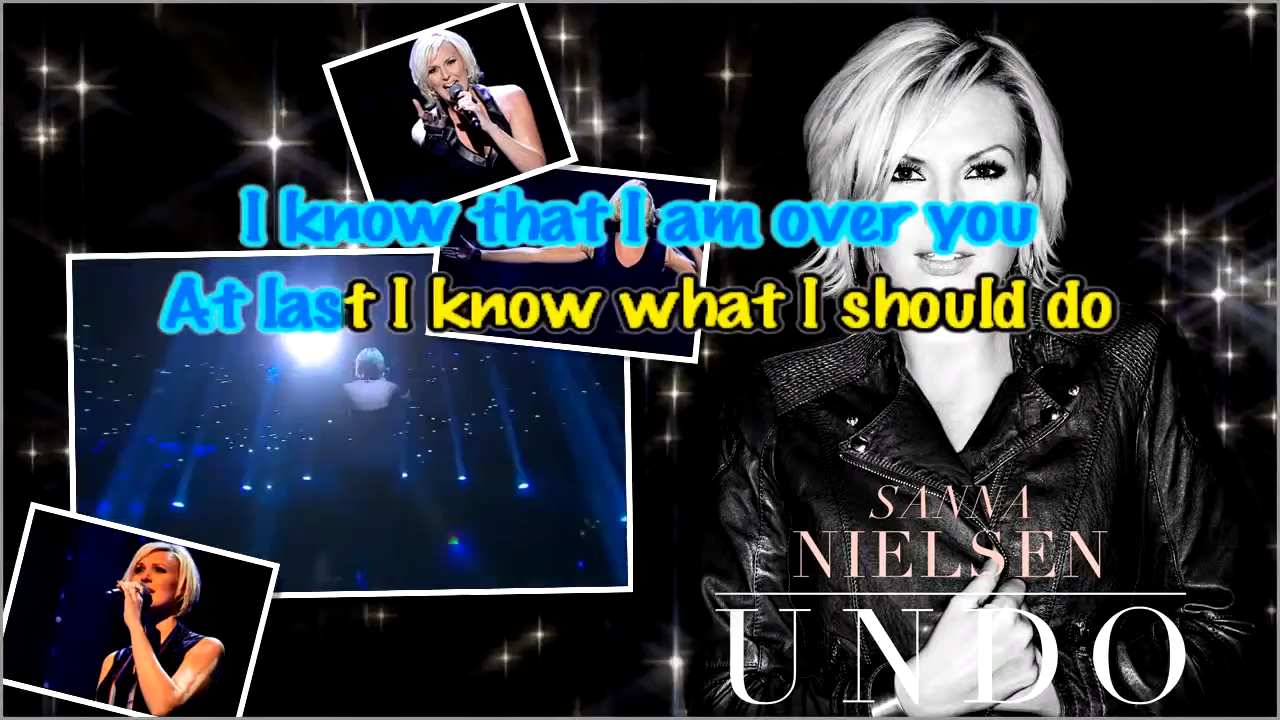 I know that I am over you
At last I know what I should do
SANNA
NIELSEN
UNDO